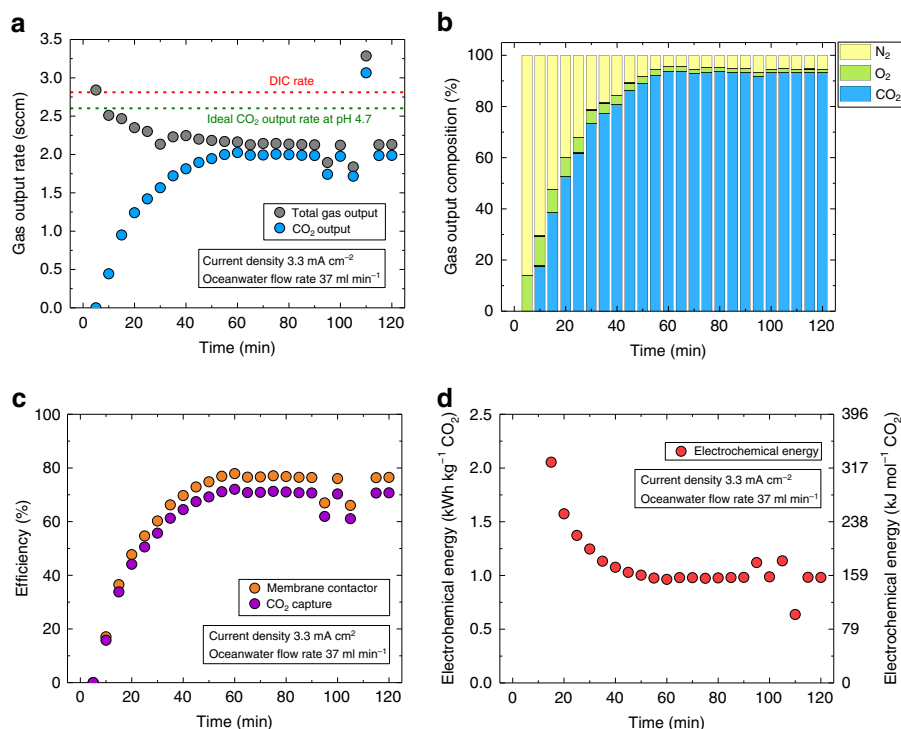 a
3.5
3.0
2.5
2.0
1.5
1.0
0.5
0.0
Gas output rate (sccm)
DIC rate
Ideal CO₂ output rate at pH 4.7
Total gas output
CO₂ output
Current density 3.3 mA cm⁻²
Oceanwater flow rate 37 ml min⁻¹
0 20 40 60 80 100 120
Time (min)
b
100
80
60
40
20
0
Gas output composition (%)
N₂
O₂
CO₂
0 20 40 60 80 100 120
Time (min)
c
100
80
60
40
20
0
Efficiency (%)
Membrane contactor
CO₂ capture
Current density 3.3 mA cm²
Oceanwater flow rate 37 ml min⁻¹
0 20 40 60 80 100 120
Time (min)
d
2.5
2.0
1.5
1.0
0.5
0.0
Electrohemical energy (kWh kg⁻¹ CO₂)
Electrochemical energy
Current density 3.3 mA cm⁻²
Oceanwater flow rate 37 ml min⁻¹
396
317
238
159
79
0
Electrochemical energy (kJ mol⁻¹ CO₂)
0 20 40 60 80 100 120
Time (min)